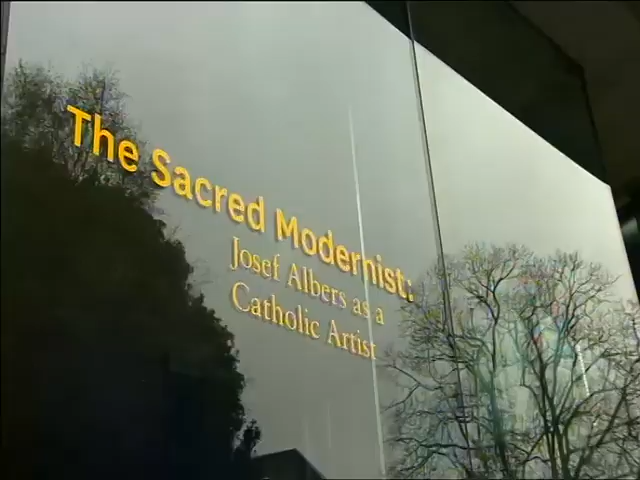 The Sacred Modernist:
Josef Albers as a
Catholic Artist